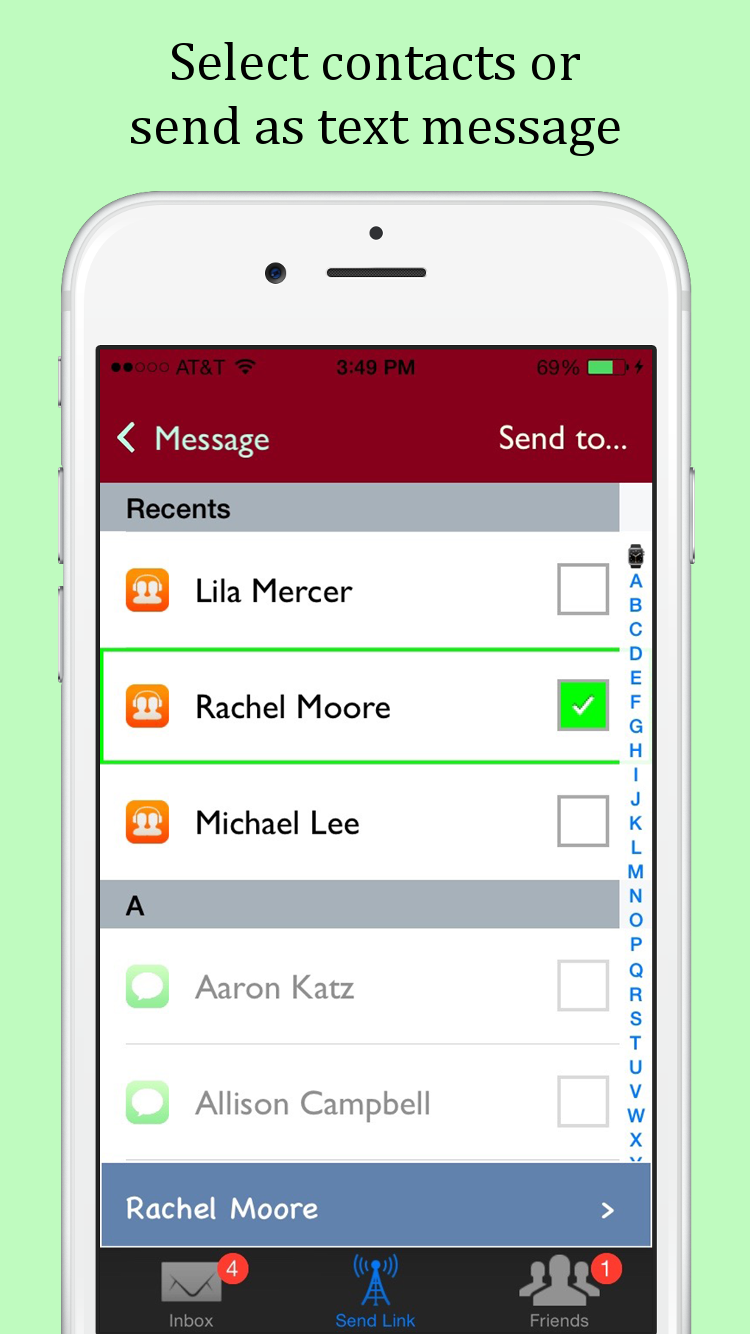 Select contacts or
send as text message
AT&T 3:49 PM 69%
Message Send to...
Recents
Lila Mercer
A
B
C
D
Rachel Moore
E
F
G
H
I
J
Michael Lee
K
L
M
N
A
O
P
Aaron Katz
Q
R
S
T
U
Allison Campbell
V
W
X
Rachel Moore >
4 1
Inbox Send Link Friends